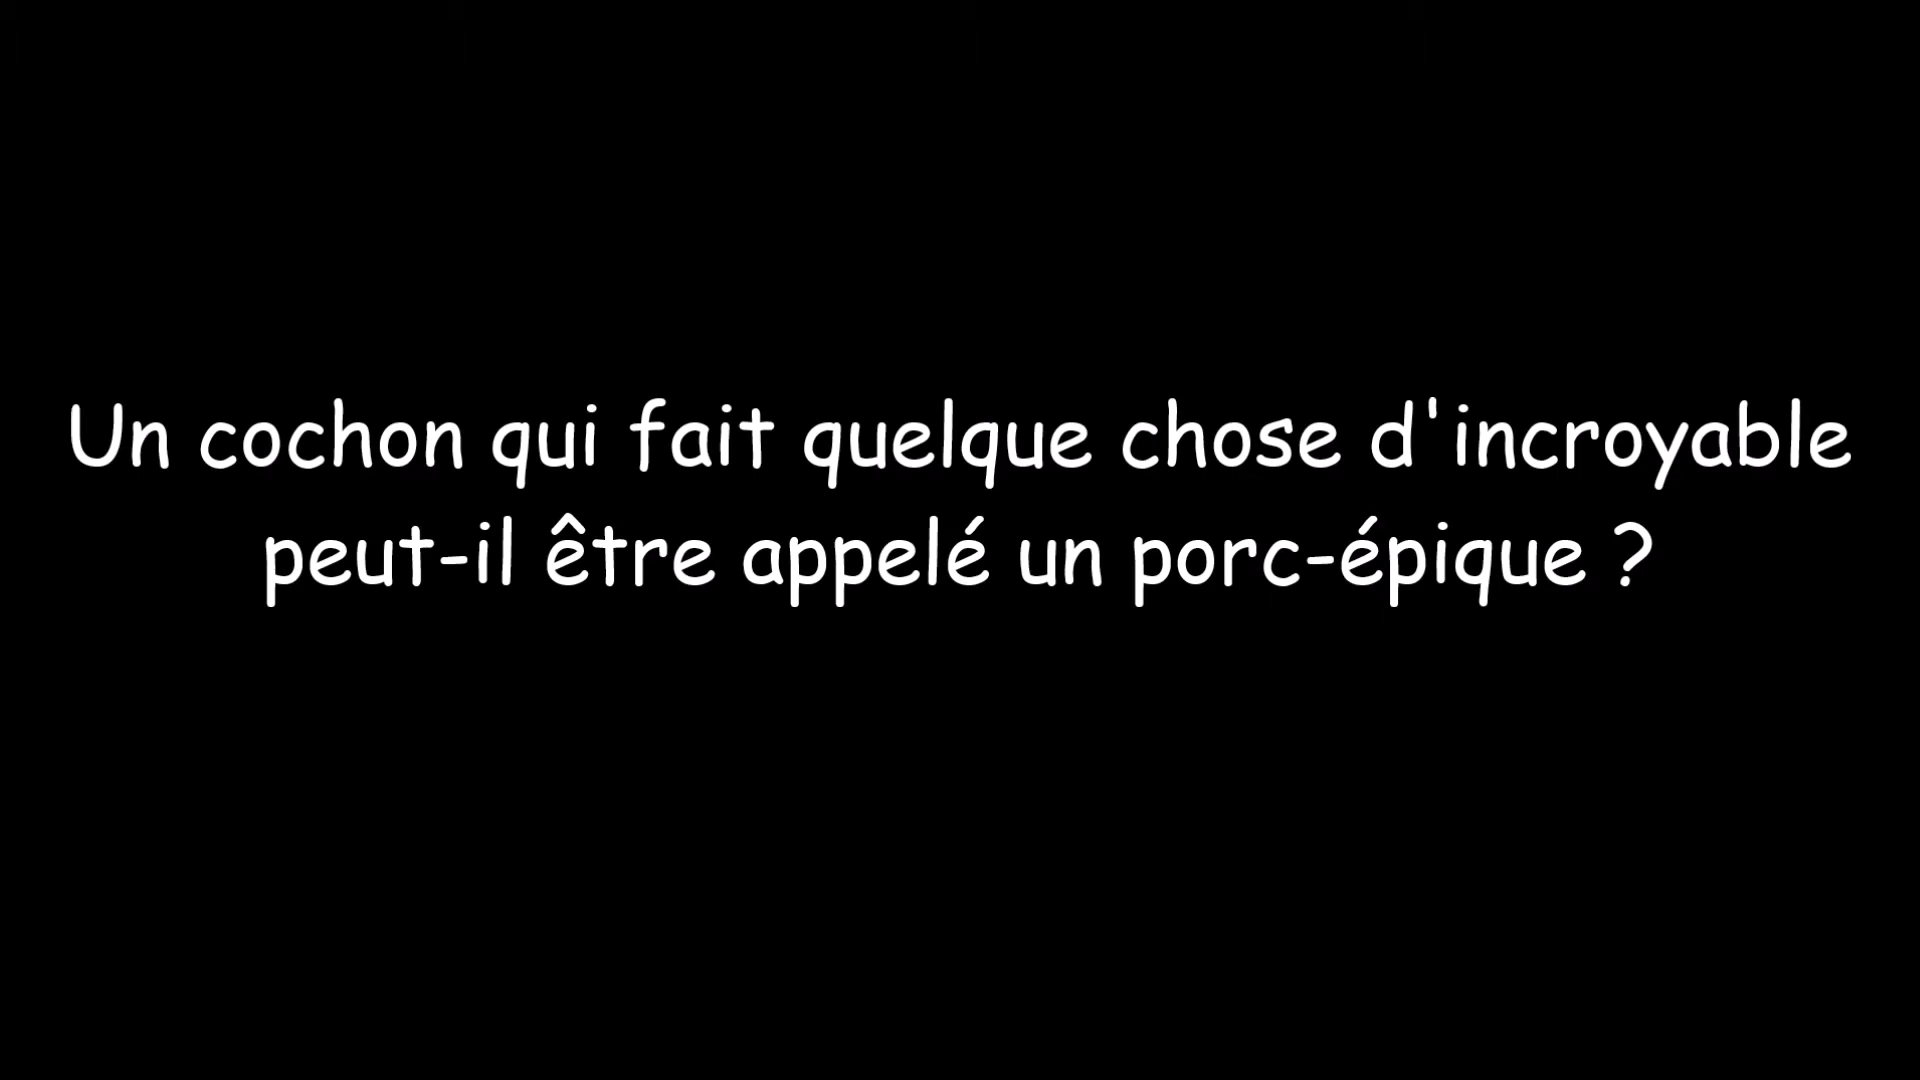 Un cochon qui fait quelque chose d'incroyable
peut-il être appelé un porc-épique ?